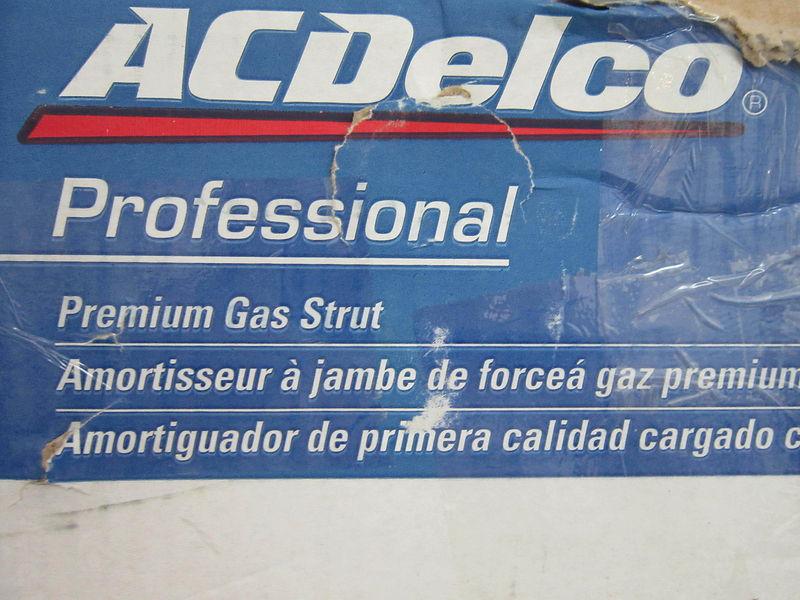 ACDelco®
Professional
Premium Gas Strut
Amortisseur à jambe de forceá gaz premium
Amortiguador de primera calidad cargado c